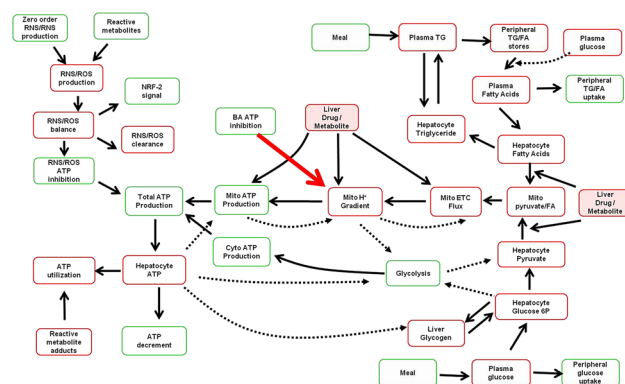 Zero order
RNS/RNS
production
Reactive
metabolites
RNS/ROS
production
NRF-2
signal
RNS/ROS
balance
RNS/ROS
clearance
RNS/ROS
ATP
inhibition
BA ATP
inhibition
Liver
Drug /
Metabolite
Meal
Plasma TG
Peripheral
TG/FA
stores
Plasma
glucose
Plasma
Fatty Acids
Peripheral
TG/FA
uptake
Hepatocyte
Triglyceride
Hepatocyte
Fatty Acids
Total ATP
Production
Mito ATP
Production
Mito H⁺
Gradient
Mito ETC
Flux
Mito
pyruvate/FA
Liver
Drug /
Metabolite
Cyto ATP
Production
Hepatocyte
Pyruvate
ATP
utilization
Hepatocyte
ATP
Glycolysis
Hepatocyte
Glucose 6P
Reactive
metabolite
adducts
ATP
decrement
Liver
Glycogen
Meal
Plasma
glucose
Peripheral
glucose
uptake